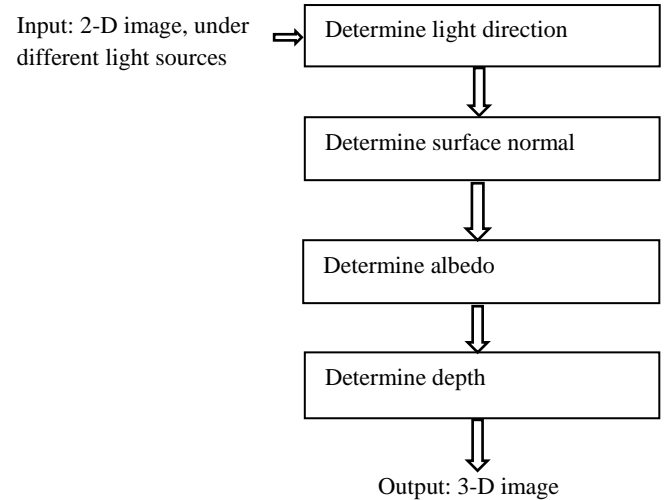 Input: 2-D image, under
different light sources
Determine light direction
Determine surface normal
Determine albedo
Determine depth
Output: 3-D image